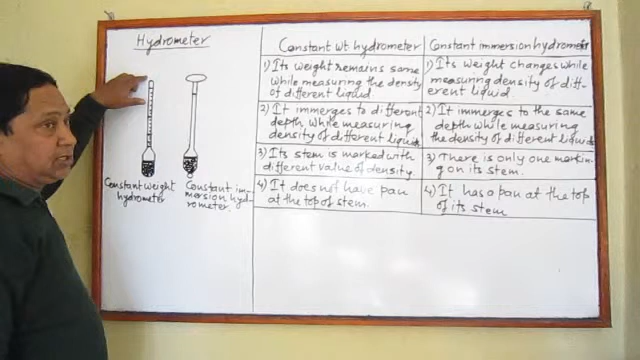 Hydrometer
Constant weight
hydrometer
Constant im-
mersion hyd-
rometer.
Constant wt hydrometer
1) Its weight remains same
while measuring the density
of different liquid.
2) It immerges to different
depth while measuring
density of different liquid
3) Its stem is marked with
different value of density.
4) It does not have pan
at the top of stem.
Constant immersion hydrometer
1) Its weight changes while
measuring density of diff-
erent liquid
2) It immerges to the same
depth while measuring
the density of different liquids
3) There is only one markin-
g on its stem.
4) It has a pan at the top
of its stem